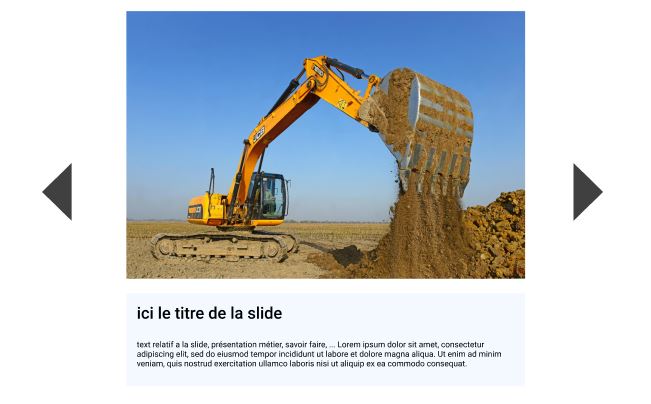 JCB
ici le titre de la slide
text relatif a la slide, présentation métier, savoir faire, ... Lorem ipsum dolor sit amet, consectetur
adipiscing elit, sed do eiusmod tempor incididunt ut labore et dolore magna aliqua. Ut enim ad minim
veniam, quis nostrud exercitation ullamco laboris nisi ut aliquip ex ea commodo consequat.